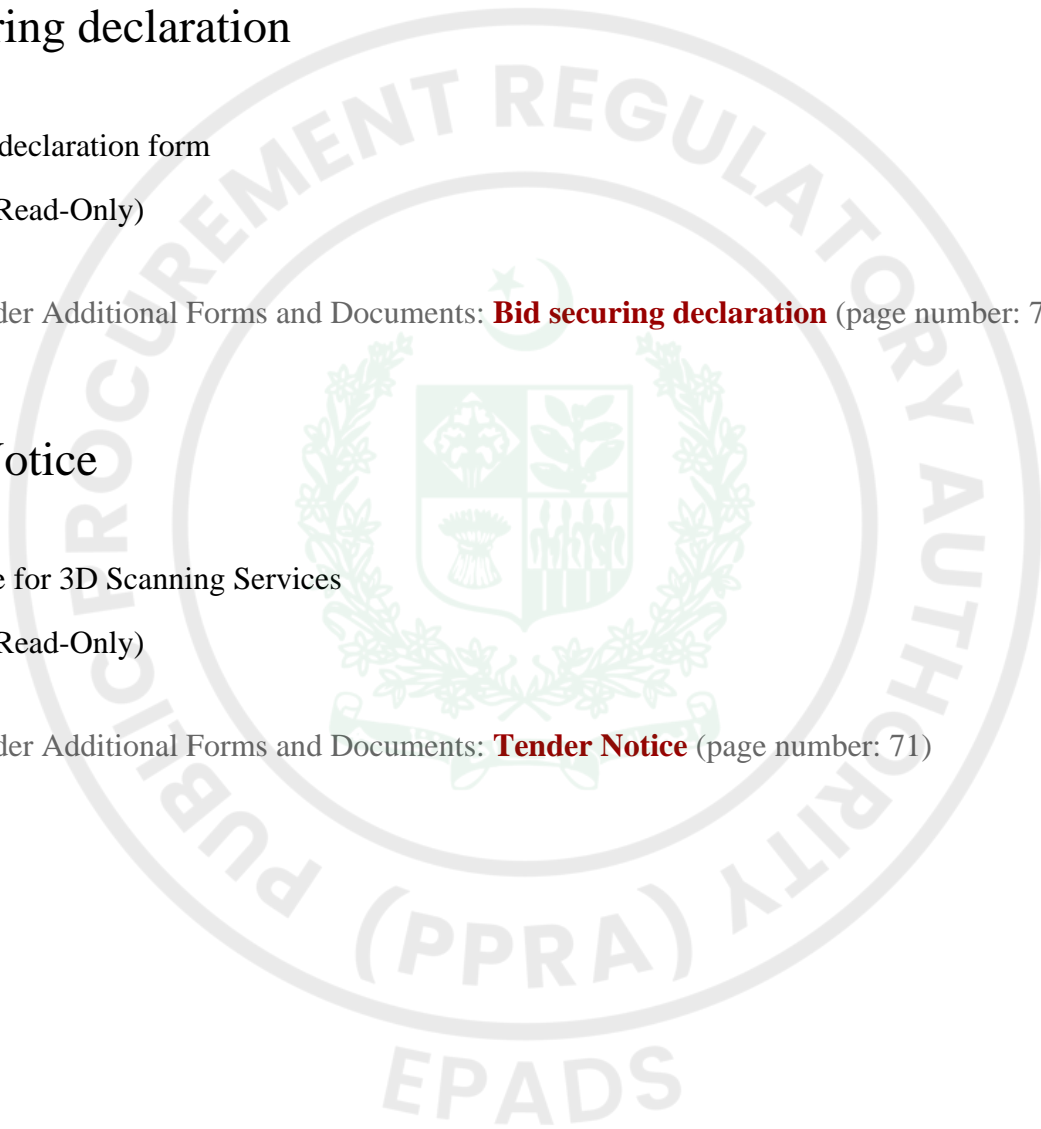 ring declaration
declaration form
Read-Only)
der Additional Forms and Documents: Bid securing declaration (page number: 7
Notice
e for 3D Scanning Services
Read-Only)
der Additional Forms and Documents: Tender Notice (page number: 71)
PUBLIC PROCUREMENT REGULATORY AUTHORITY
(PPRA)
EPADS